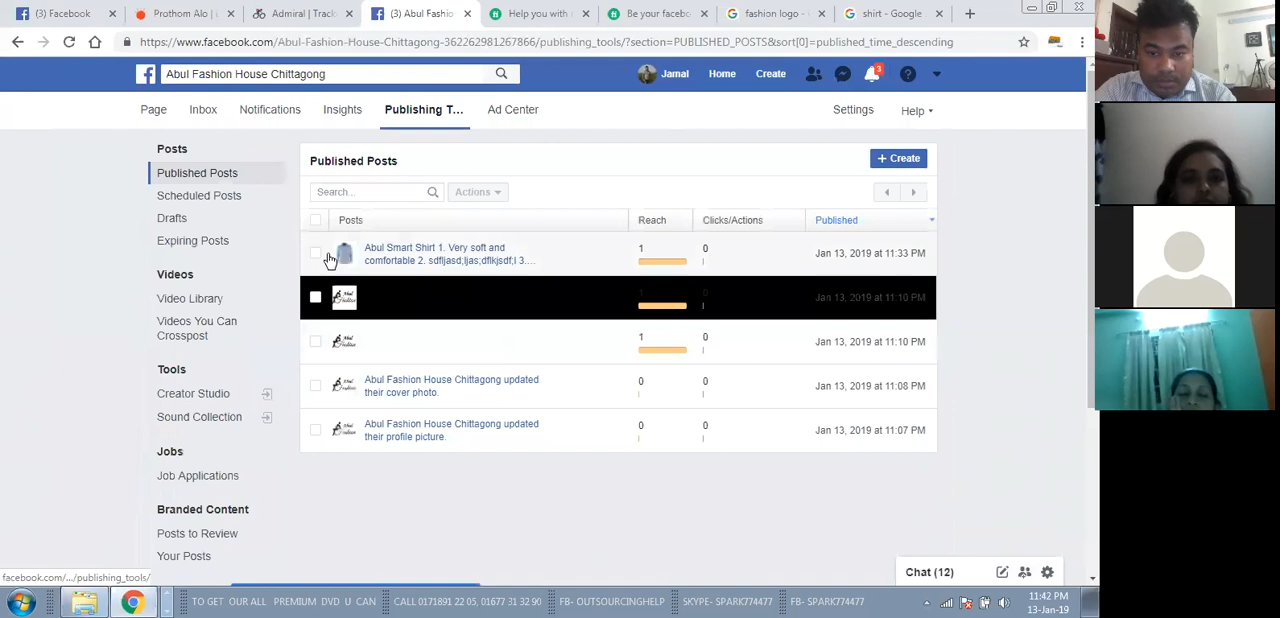 (3) Facebook
Prothom Alo | L
Admiral | Track
(3) Abul Fashio
Help you with
Be your facebo
fashion logo -
shirt - Google
https://www.facebook.com/Abul-Fashion-House-Chittagong-362262981267866/publishing_tools/?section=PUBLISHED_POSTS&sort[0]=published_time_descending
Abul Fashion House Chittagong
Jamal
Home
Create
3
Page
Inbox
Notifications
Insights
Publishing T...
Ad Center
Settings
Help
Posts
Published Posts
Scheduled Posts
Drafts
Expiring Posts
Videos
Video Library
Videos You Can
Crosspost
Tools
Creator Studio
Sound Collection
Jobs
Job Applications
Branded Content
Posts to Review
Your Posts
Published Posts
+ Create
Search...
Actions
Posts
Reach
Clicks/Actions
Published
Abul Smart Shirt 1. Very soft and
comfortable 2. sdfljasd;ljas;dflkjsdf;l 3....
1
0
Jan 13, 2019 at 11:33 PM
1
0
Jan 13, 2019 at 11:10 PM
1
0
Jan 13, 2019 at 11:10 PM
Abul Fashion House Chittagong updated
their cover photo.
0
0
Jan 13, 2019 at 11:08 PM
Abul Fashion House Chittagong updated
their profile picture.
0
0
Jan 13, 2019 at 11:07 PM
Chat (12)
facebook.com/.../publishing_tools/
TO GET OUR ALL PREMIUM DVD U CAN
CALL 0171891 22 05, 01677 31 32 90
FB- OUTSOURCINGHELP
SKYPE- SPARK774477
FB- SPARK774477
11:42 PM
13-Jan-19